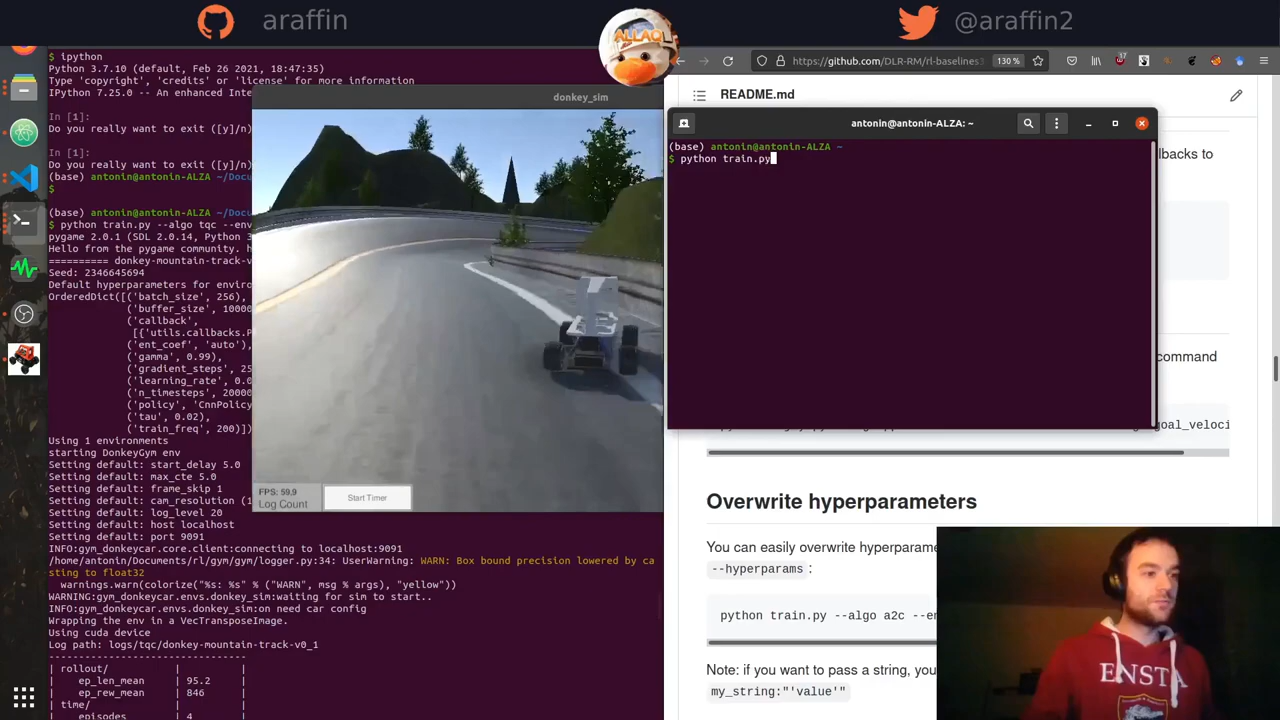 araffin
ALLAQ
@araffin2
$ ipython
Python 3.7.10 (default, Feb 26 2021, 18:47:35)
Type 'copyright', 'credits' or 'license' for more information
IPython 7.25.0 -- An enhanced Inte
In [1]:
Do you really want to exit ([y]/n)
In [1]:
Do you really want to exit ([y]/n)
(base) antonin@antonin-ALZA ~/Docu
$
(base) antonin@antonin-ALZA ~/Docu
$ python train.py --algo tqc --env
pygame 2.0.1 (SDL 2.0.14, Python 3
Hello from the pygame community. h
========== donkey-mountain-track-v
Seed: 2346645694
Default hyperparameters for enviro
OrderedDict([('batch_size', 256),
('buffer_size', 10000
('callback',
[{'utils.callbacks.P
('ent_coef', 'auto'),
('gamma', 0.99),
('gradient_steps', 25
('learning_rate', 0.0
('n_timesteps', 20000
('policy', 'CnnPolicy
('tau', 0.02),
('train_freq', 200)])
Using 1 environments
starting DonkeyGym env
Setting default: start_delay 5.0
Setting default: max_cte 5.0
Setting default: frame_skip 1
Setting default: cam_resolution (1
Setting default: log_level 20
Setting default: host localhost
Setting default: port 9091
INFO:gym_donkeycar.core.client:connecting to localhost:9091
/home/antonin/Documents/rl/gym/gym/logger.py:34: UserWarning: WARN: Box bound precision lowered by ca
sting to float32
warnings.warn(colorize("%s: %s" % ("WARN", msg % args), "yellow"))
WARNING:gym_donkeycar.envs.donkey_sim:waiting for sim to start..
INFO:gym_donkeycar.envs.donkey_sim:on need car config
Wrapping the env in a VecTransposeImage.
Using cuda device
Log path: logs/tqc/donkey-mountain-track-v0_1
---------------------------------
| rollout/ | |
| ep_len_mean | 95.2 |
| ep_rew_mean | 846 |
| time/ | |
| episodes | 4 |
donkey_sim
FPS: 59.9
Log Count
Start Timer
https://github.com/DLR-RM/rl-baselines3
130 %
17
README.md
antonin@antonin-ALZA: ~
(base) antonin@antonin-ALZA ~
$ python train.py
lbacks to
command
goal_veloci
Overwrite hyperparameters
You can easily overwrite hyperparame
--hyperparams :
python train.py --algo a2c --en
Note: if you want to pass a string, you
my_string:"'value'"
ENSTA